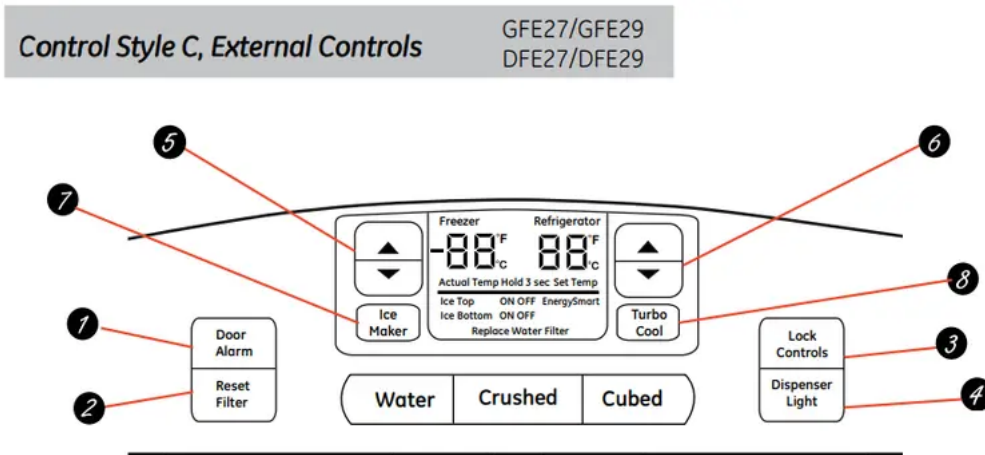 Control Style C, External Controls
GFE27/GFE29
DFE27/DFE29
5
6
7
Freezer
Refrigerator
-88°F °C
88°F °C
Actual Temp Hold 3 sec Set Temp
Ice Top ON OFF EnergySmart
Ice Bottom ON OFF
Replace Water Filter
Ice
Maker
Turbo
Cool
8
1
Door
Alarm
Reset
Filter
2
Lock
Controls
3
Dispenser
Light
4
Water
Crushed
Cubed